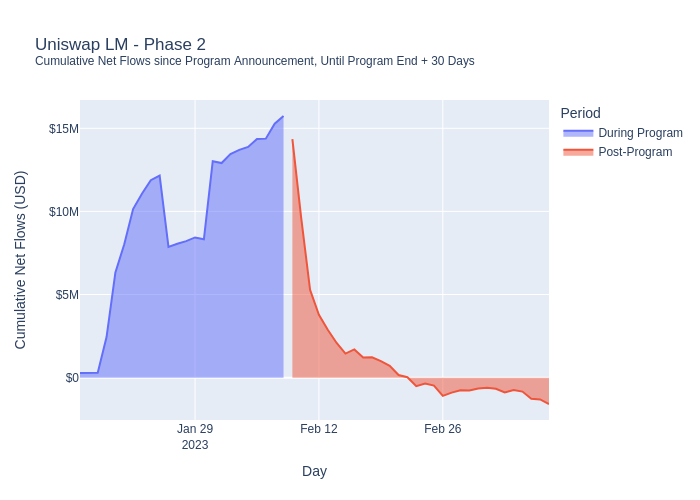 Uniswap LM - Phase 2
Cumulative Net Flows since Program Announcement, Until Program End + 30 Days
Period
During Program
Post-Program
Cumulative Net Flows (USD)
$15M
$10M
$5M
$0
Jan 29
2023
Feb 12
Feb 26
Day